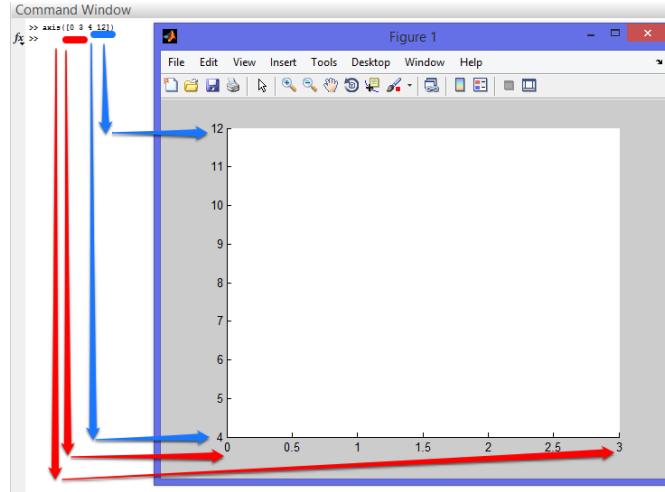 Command Window
>> axis([0 3 4 12])
fx >>
Figure 1
File Edit View Insert Tools Desktop Window Help
12
11
10
9
8
7
6
5
4
0 0.5 1 1.5 2 2.5 3